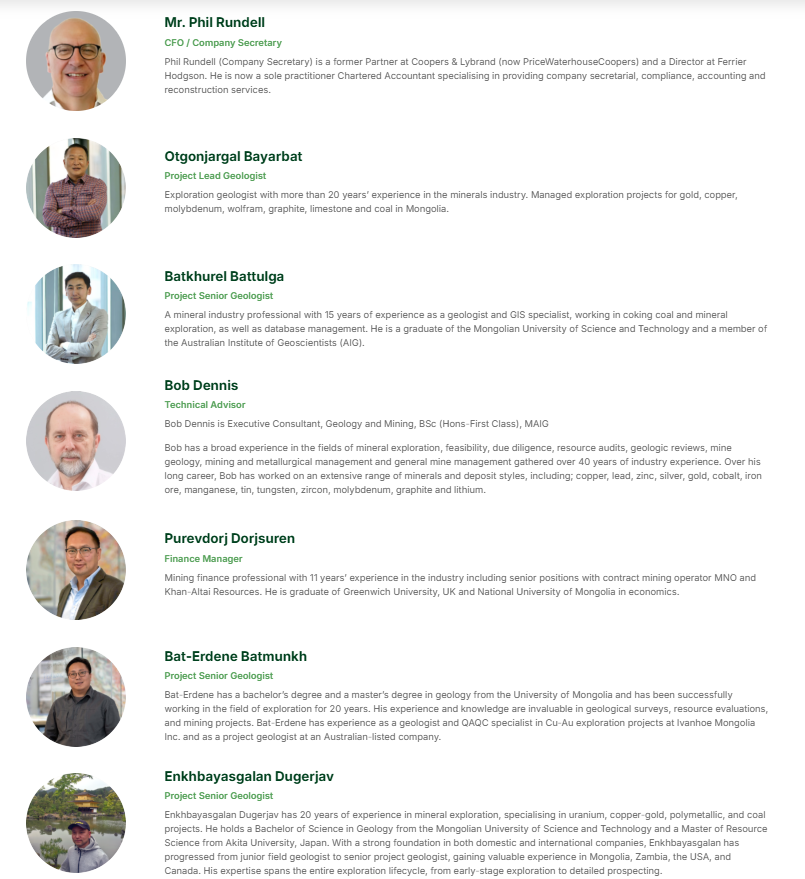 Mr. Phil Rundell
CFO / Company Secretary
Phil Rundell (Company Secretary) is a former Partner at Coopers & Lybrand (now PriceWaterhouseCoopers) and a Director at Ferrier
Hodgson. He is now a sole practitioner Chartered Accountant specialising in providing company secretarial, compliance, accounting and
reconstruction services.
Otgonjargal Bayarbat
Project Lead Geologist
Exploration geologist with more than 20 years' experience in the minerals industry. Managed exploration projects for gold, copper,
molybdenum, wolfram, graphite, limestone and coal in Mongolia.
Batkhurel Battulga
Project Senior Geologist
A mineral industry professional with 15 years of experience as a geologist and GIS specialist, working in coking coal and mineral
exploration, as well as database management. He is a graduate of the Mongolian University of Science and Technology and a member of
the Australian Institute of Geoscientists (AIG).
Bob Dennis
Technical Advisor
Bob Dennis is Executive Consultant, Geology and Mining, BSc (Hons-First Class), MAIG
Bob has a broad experience in the fields of mineral exploration, feasibility, due diligence, resource audits, geologic reviews, mine
geology, mining and metallurgical management and general mine management gathered over 40 years of industry experience. Over his
long career, Bob has worked on an extensive range of minerals and deposit styles, including; copper, lead, zinc, silver, gold, cobalt, iron
ore, manganese, tin, tungsten, zircon, molybdenum, graphite and lithium.
Purevdorj Dorjsuren
Finance Manager
Mining finance professional with 11 years' experience in the industry including senior positions with contract mining operator MNO and
Khan-Altai Resources. He is graduate of Greenwich University, UK and National University of Mongolia in economics.
Bat-Erdene Batmunkh
Project Senior Geologist
Bat-Erdene has a bachelor's degree and a master's degree in geology from the University of Mongolia and has been successfully
working in the field of exploration for 20 years. His experience and knowledge are invaluable in geological surveys, resource evaluations,
and mining projects. Bat-Erdene has experience as a geologist and QAQC specialist in Cu-Au exploration projects at Ivanhoe Mongolia
Inc. and as a project geologist at an Australian-listed company.
Enkhbayasgalan Dugerjav
Project Senior Geologist
Enkhbayasgalan Dugerjav has 20 years of experience in mineral exploration, specialising in uranium, copper-gold, polymetallic, and coal
projects. He holds a Bachelor of Science in Geology from the Mongolian University of Science and Technology and a Master of Resource
Science from Akita University, Japan. With a strong foundation in both domestic and international companies, Enkhbayasgalan has
progressed from junior field geologist to senior project geologist, gaining valuable experience in Mongolia, Zambia, the USA, and
Canada. His expertise spans the entire exploration lifecycle, from early-stage exploration to detailed prospecting.